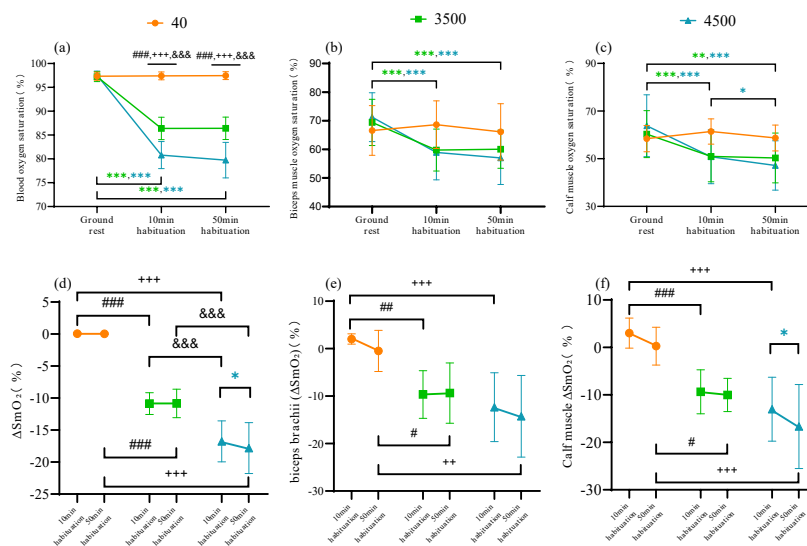 40
3500
4500
(a)
###,+++,&&&
###,+++,&&&
Blood oxygen saturation (%)
100
95
90
85
80
75
70
***,***
***,***
Ground rest
10min habituation
50min habituation
(b)
***,***
***,***
Biceps muscle oxygen saturation (%)
90
80
70
60
50
40
Ground rest
10min habituation
50min habituation
(c)
**,***
***,***
*
Calf muscle oxygen saturation (%)
90
70
50
30
Ground rest
10min habituation
50min habituation
(d)
+++
###
&&&
&&&
*
###
+++
ΔSmO₂ (%)
5
0
-5
-10
-15
-20
-25
10min habituation
50min habituation
10min habituation
50min habituation
10min habituation
50min habituation
(e)
+++
##
#
++
biceps brachii (ΔSmO₂) (%)
10
0
-10
-20
-30
10min habituation
50min habituation
10min habituation
50min habituation
10min habituation
50min habituation
(f)
+++
###
*
#
+++
Calf muscle ΔSmO₂ (%)
10
0
-10
-20
-30
10min habituation
50min habituation
10min habituation
50min habituation
10min habituation
50min habituation